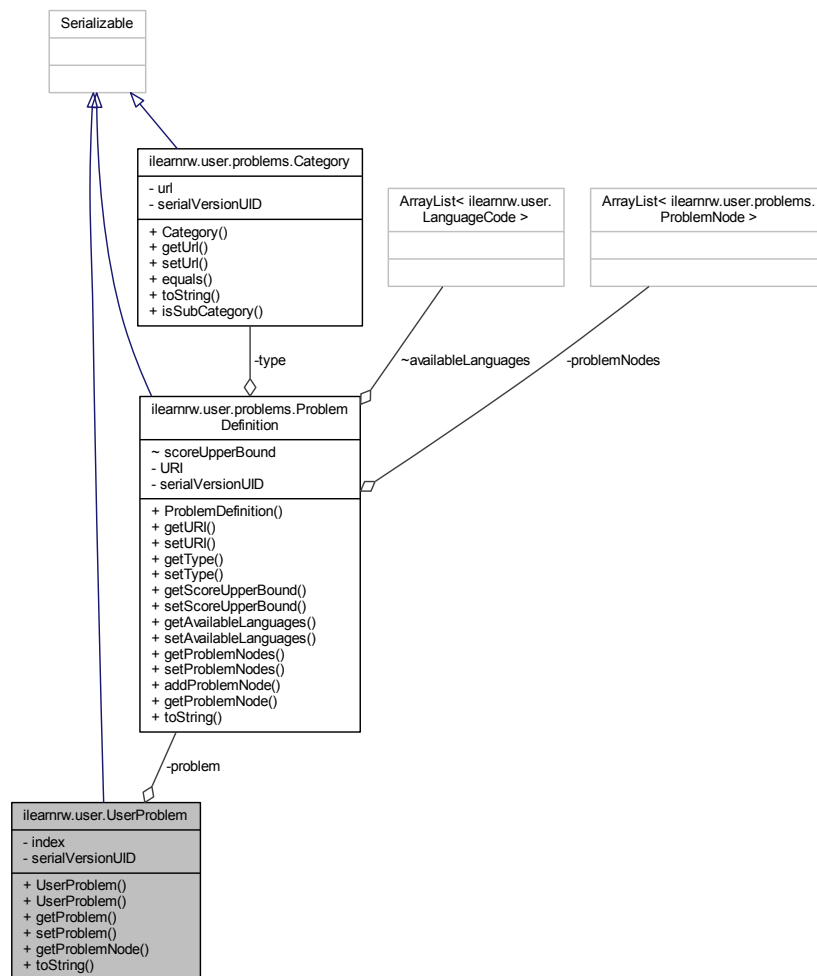 Serializable
ilearnrw.user.problems.Category
- url
- serialVersionUID
+ Category()
+ getUrl()
+ setUrl()
+ equals()
+ toString()
+ isSubCategory()
ArrayList< ilearnrw.user.
LanguageCode >
ArrayList< ilearnrw.user.problems.
ProblemNode >
-type
~availableLanguages
-problemNodes
ilearnrw.user.problems.Problem
Definition
~ scoreUpperBound
- URI
- serialVersionUID
+ ProblemDefinition()
+ getURI()
+ setURI()
+ getType()
+ setType()
+ getScoreUpperBound()
+ setScoreUpperBound()
+ getAvailableLanguages()
+ setAvailableLanguages()
+ getProblemNodes()
+ setProblemNodes()
+ addProblemNode()
+ getProblemNode()
+ toString()
-problem
ilearnrw.user.UserProblem
- index
- serialVersionUID
+ UserProblem()
+ UserProblem()
+ getProblem()
+ setProblem()
+ getProblemNode()
+ toString()